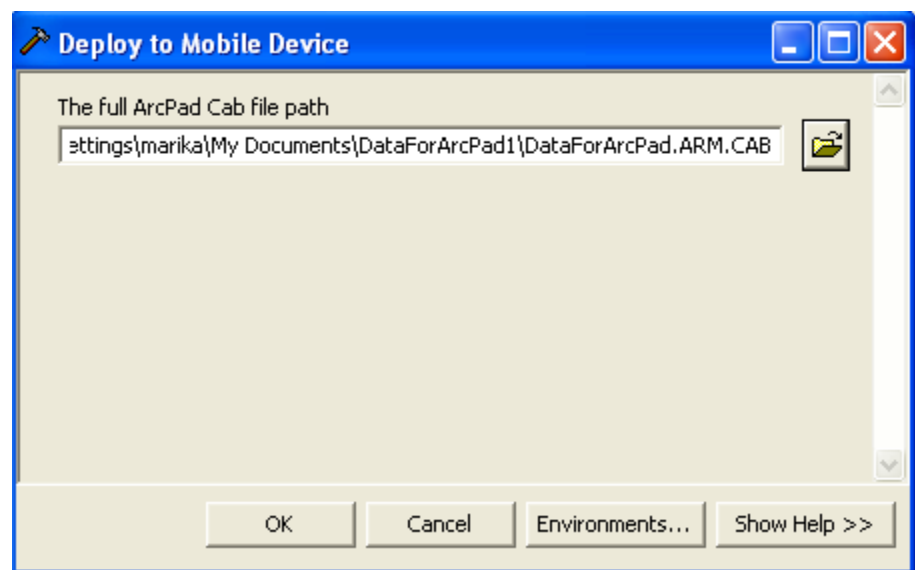 Deploy to Mobile Device
The full ArcPad Cab file path
ettings\marika\My Documents\DataForArcPad1\DataForArcPad.ARM.CAB
OK
Cancel
Environments...
Show Help >>